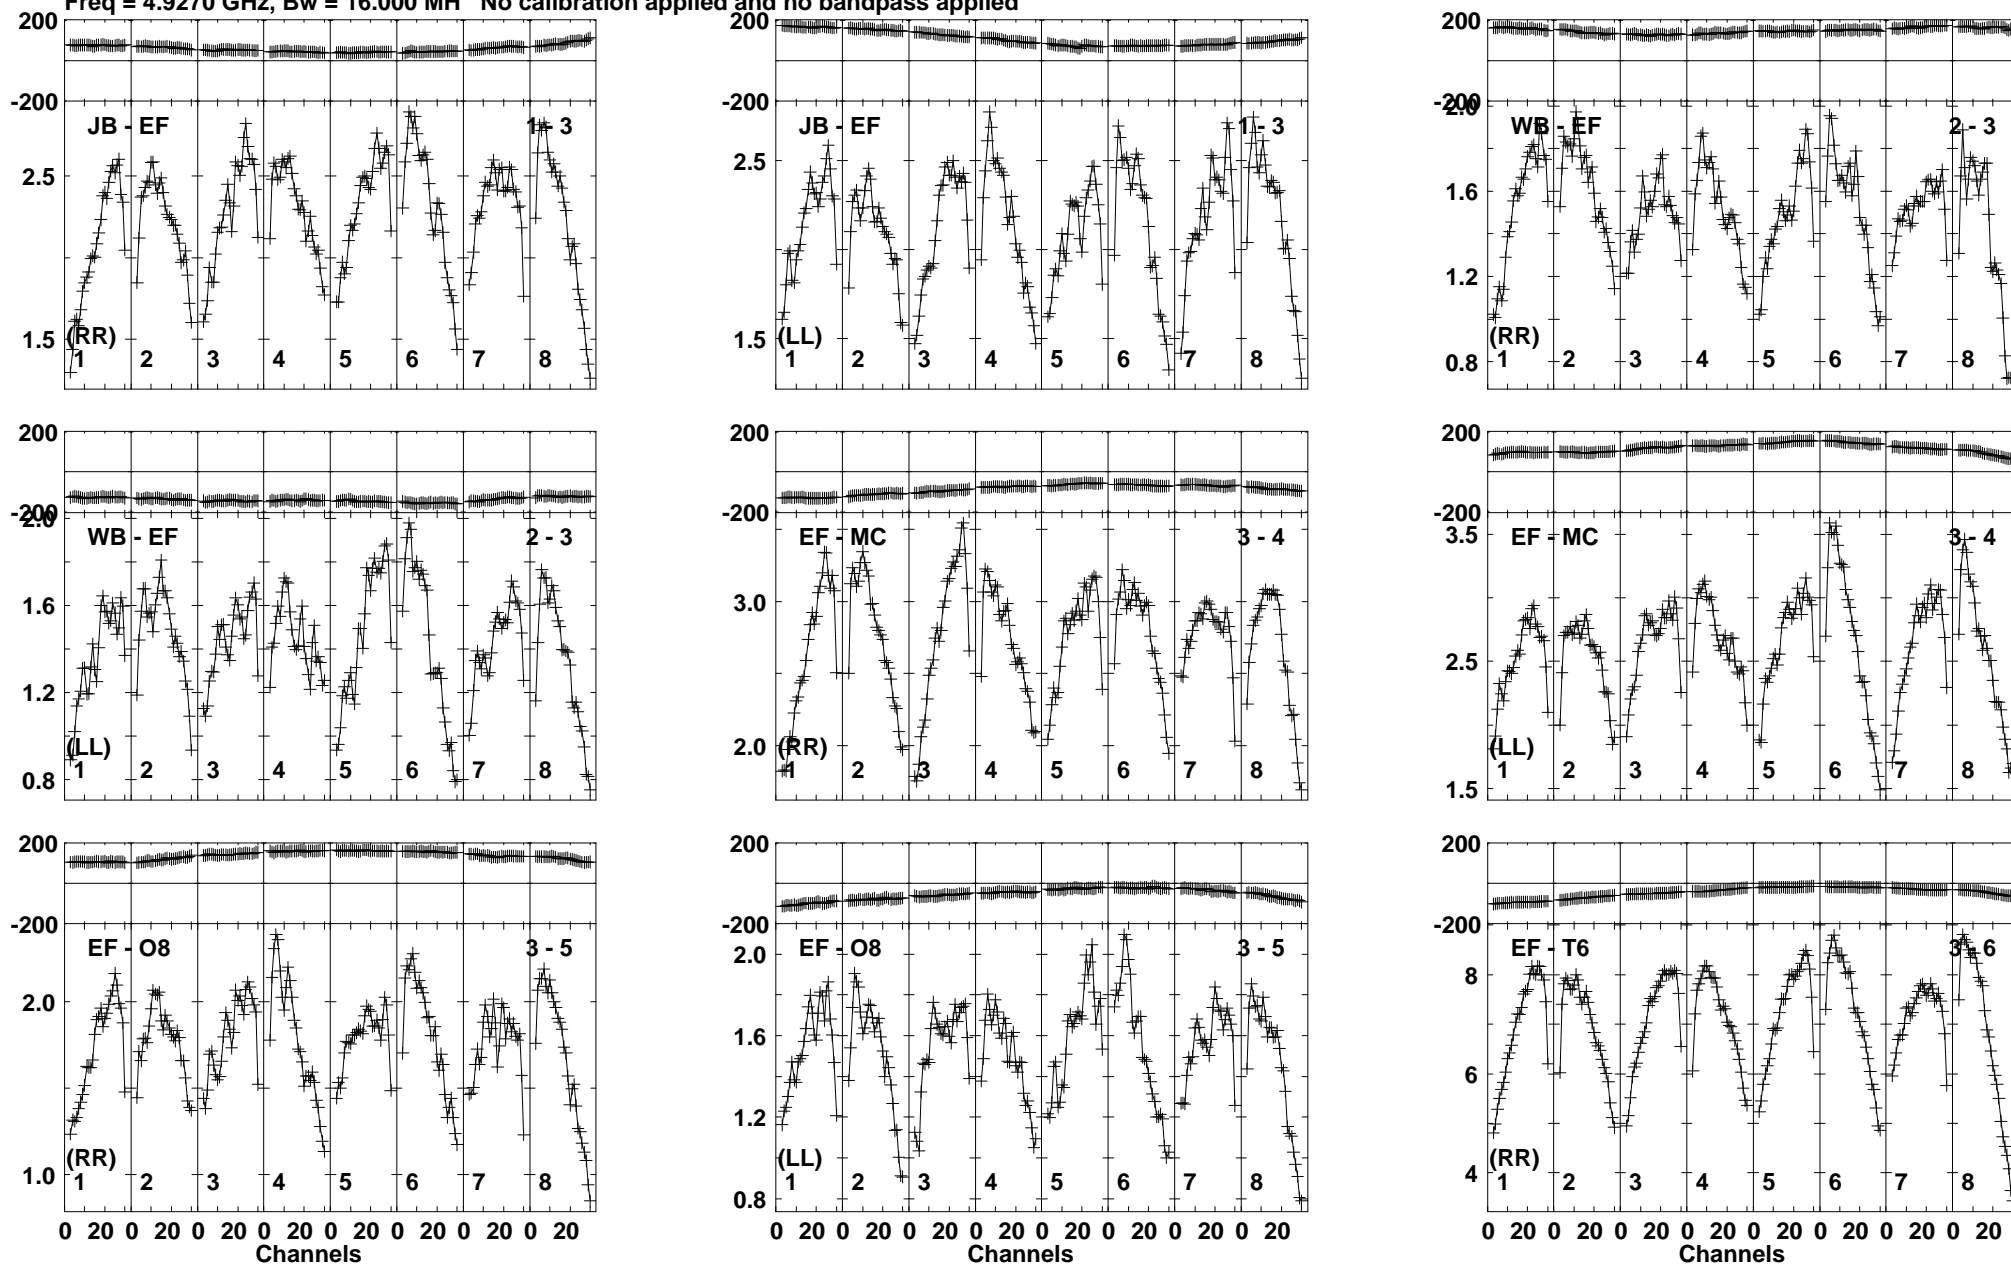 Freq = 4.9270 GHz, Bw = 16.000 MH No calibration applied and no bandpass applied
200 200 200
-200 -200 -200
JB - EF 1 - 3 JB - EF 1 - 3 WB - EF 2 - 3
2.0
2.5 2.5 1.6
1.2
1.5 1.5 0.8
(RR) (LL) (RR)
1 2 3 4 5 6 7 8 1 2 3 4 5 6 7 8 1 2 3 4 5 6 7 8
200 200 200
-200 -200 -200
2.0
WB - EF 2 - 3 EF - MC 3 - 4 EF - MC 3 - 4
3.5
1.6 3.0
1.2 2.5
0.8 2.0 1.5
(LL) (RR) (LL)
1 2 3 4 5 6 7 8 1 2 3 4 5 6 7 8 1 2 3 4 5 6 7 8
200 200 200
-200 -200 -200
EF - O8 3 - 5 EF - O8 3 - 5 EF - T6 3 - 6
2.0 2.0 8
1.6
1.2 6
1.0 0.8 4
(RR) (LL) (RR)
1 2 3 4 5 6 7 8 1 2 3 4 5 6 7 8 1 2 3 4 5 6 7 8
0 20 0 20 0 20 0 20 0 20 0 20 0 20 0 20 0 20 0 20 0 20 0 20 0 20 0 20 0 20 0 20 0 20 0 20 0 20 0 20 0 20 0 20 0 20 0 20
Channels Channels Channels